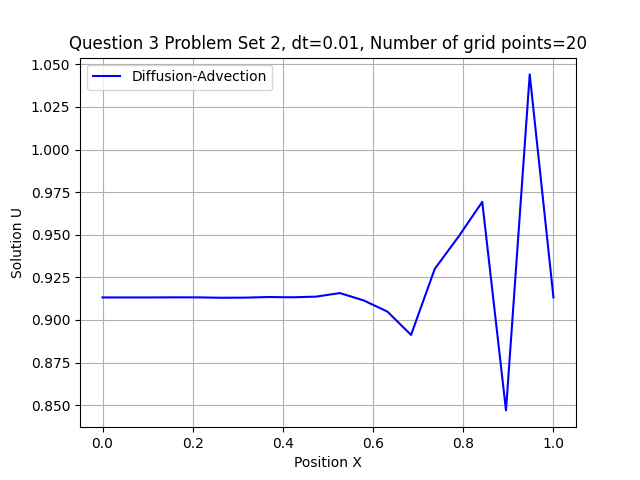 Question 3 Problem Set 2, dt=0.01, Number of grid points=20
Diffusion-Advection
1.050
1.025
1.000
0.975
0.950
0.925
0.900
0.875
0.850
Solution U
0.0 0.2 0.4 0.6 0.8 1.0
Position X